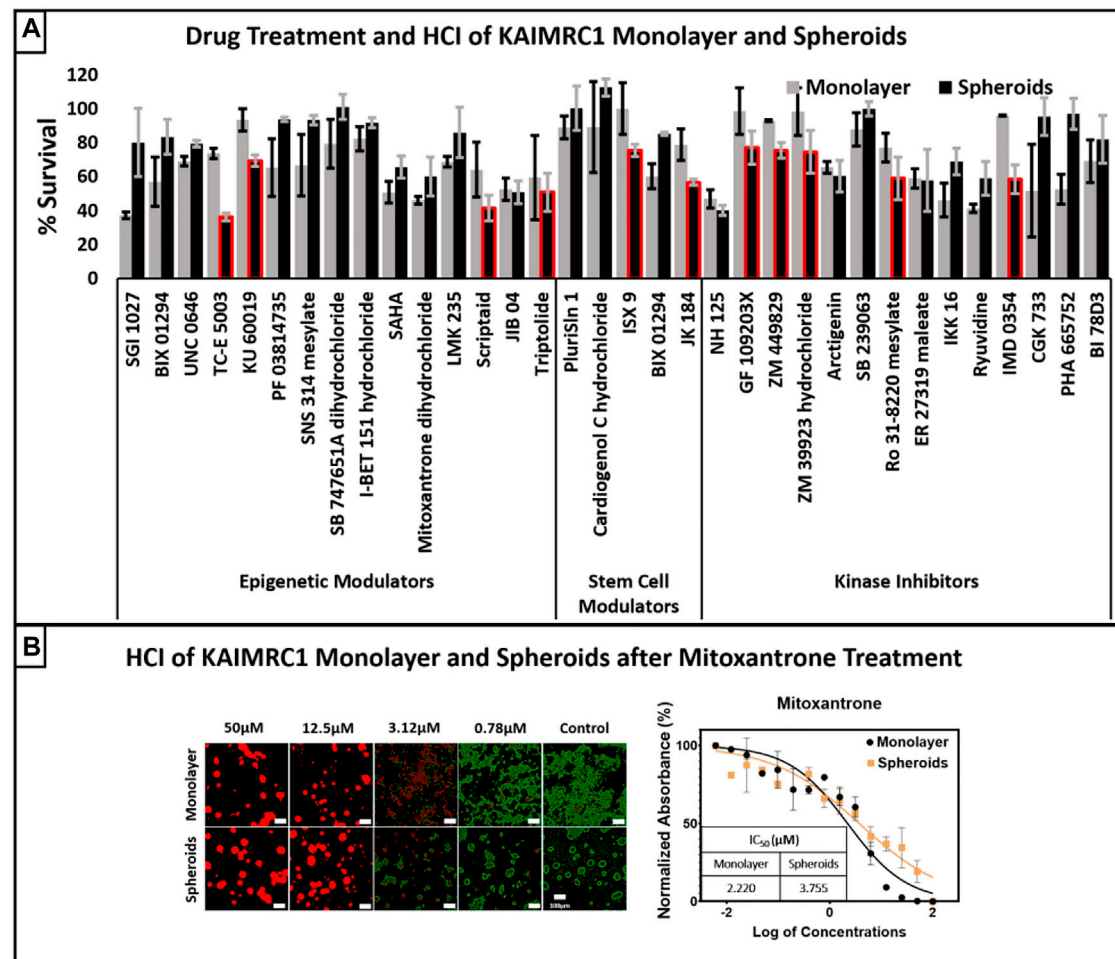 A
Drug Treatment and HCI of KAIMRC1 Monolayer and Spheroids
Monolayer
Spheroids
% Survival
120
100
80
60
40
20
0
SGI 1027
BIX 01294
UNC 0646
TC-E 5003
KU 60019
PF 03814735
SNS 314 mesylate
SB 747651A dihydrochloride
I-BET 151 hydrochloride
SAHA
Mitoxantrone dihydrochloride
LMK 235
Scriptaid
JIB 04
Triptolide
PluriSIn 1
Cardiogenol C hydrochloride
ISX 9
BIX 01294
JK 184
NH 125
GF 109203X
ZM 449829
ZM 39923 hydrochloride
Arctigenin
SB 239063
Ro 31-8220 mesylate
ER 27319 maleate
IKK 16
Ryuvidine
IMD 0354
CGK 733
PHA 665752
BI 78D3
Epigenetic Modulators
Stem Cell
Modulators
Kinase Inhibitors
B
HCI of KAIMRC1 Monolayer and Spheroids after Mitoxantrone Treatment
50µM 12.5µM 3.12µM 0.78µM Control
Monolayer
Spheroids
100µm
Mitoxantrone
Normalized Absorbance (%)
Monolayer
Spheroids
100
50
0
IC50 (µM)
Monolayer Spheroids
2.220 3.755
-2 0 2
Log of Concentrations